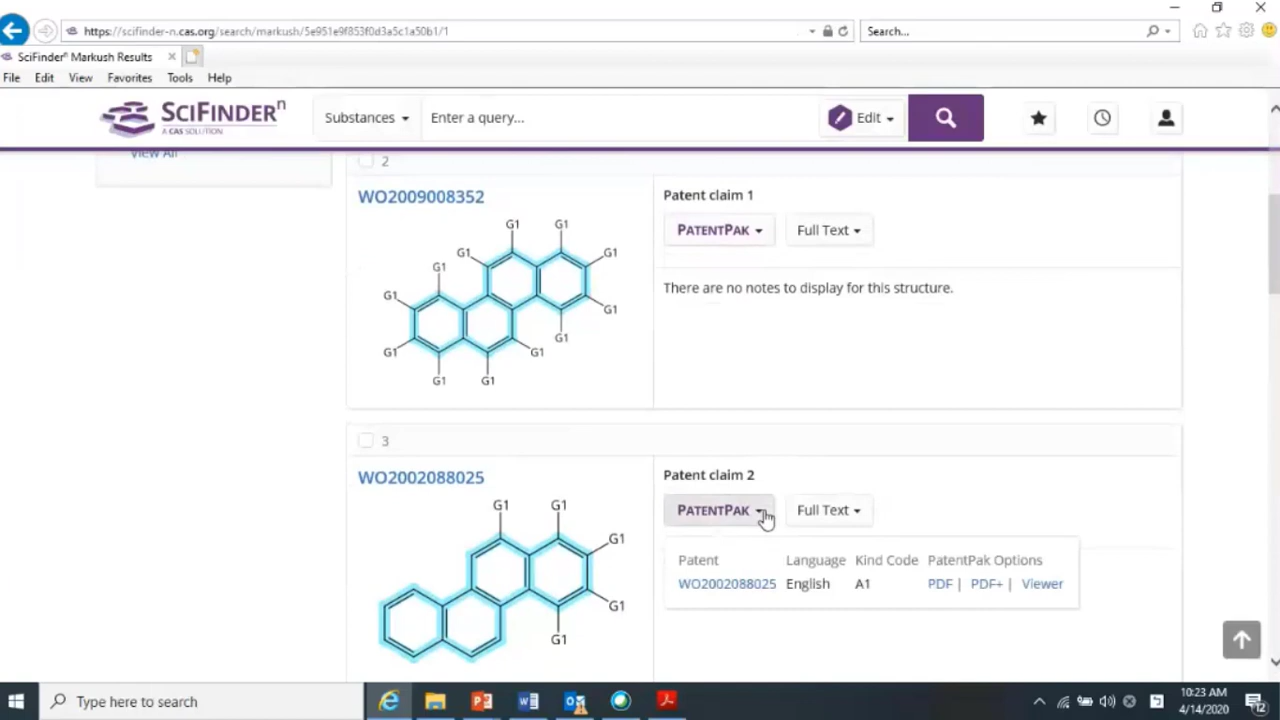 https://scifinder-n.cas.org/search/markush/5e951e9f853f0d3a5c1a50b1/1
Search...
SciFinderⁿ Markush Results
File Edit View Favorites Tools Help
SCIFINDERⁿ
A CAS SOLUTION
Substances
Enter a query...
Edit
View All
2
WO2009008352
Patent claim 1
PATENTPAK
Full Text
There are no notes to display for this structure.
G1 G1
G1 G1
G1
G1
G1
G1
G1 G1
G1 G1
3
WO2002088025
Patent claim 2
PATENTPAK
Full Text
G1 G1
G1
G1
G1
Patent Language Kind Code PatentPak Options
WO2002088025 English A1 PDF | PDF+ | Viewer
Type here to search
10:23 AM
4/14/2020
12